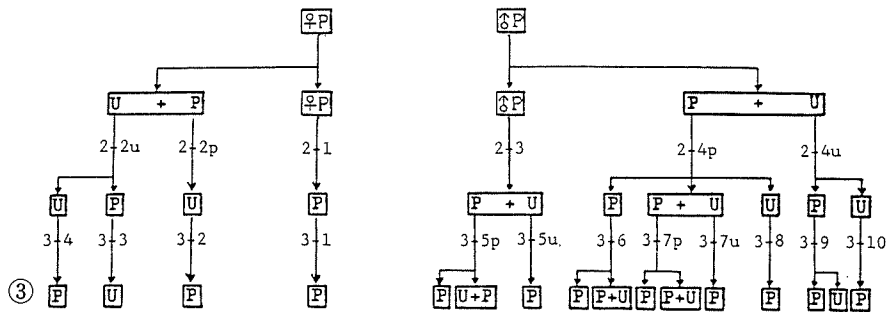 ♀P ♂P
U + P ♀P ♂P P + U
2-2u 2-2p 2-1 2-3 2-4p 2-4u
U P U P P + U P P + U U P U
3-4 3-3 3-2 3-1 3-5p 3-5u 3-6 3-7p 3-7u 3-8 3-9 3-10
③ P U P P P U+P P P P+U P P+U P P P U P